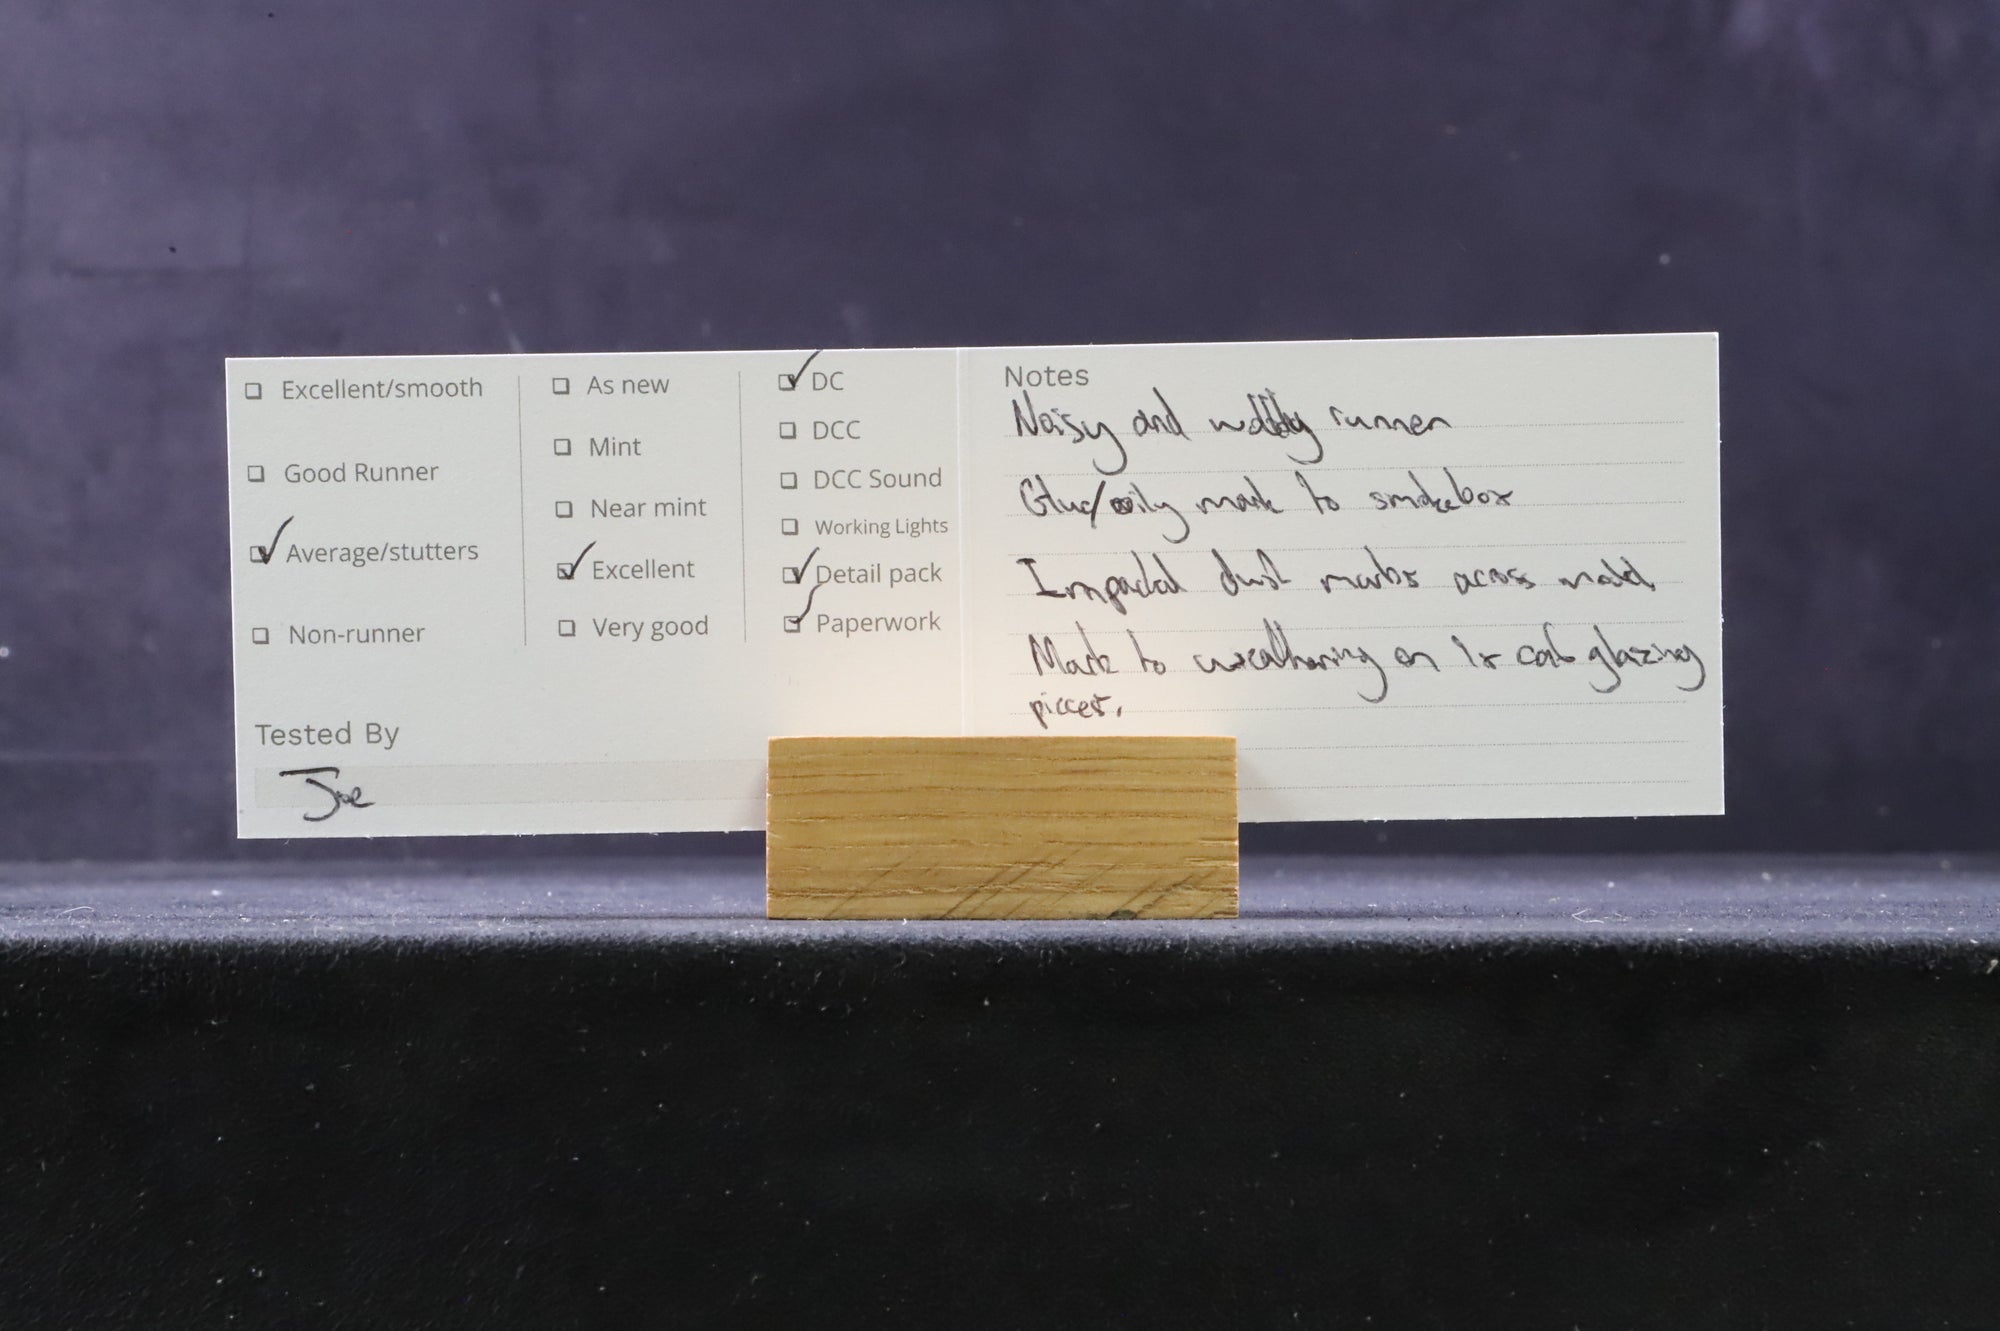 Excellent/smooth
Good Runner
Average/stutters
Non-runner
As new
Mint
Near mint
Excellent
Very good
DC
DCC
DCC Sound
Working Lights
Detail pack
Paperwork
Tested By
Joe
Notes
Noisy and wobbly runner
Glue/oily mark to smokebox
Impacted dust marks across model
Mark to weathering on 1x cab glazing
pieces.